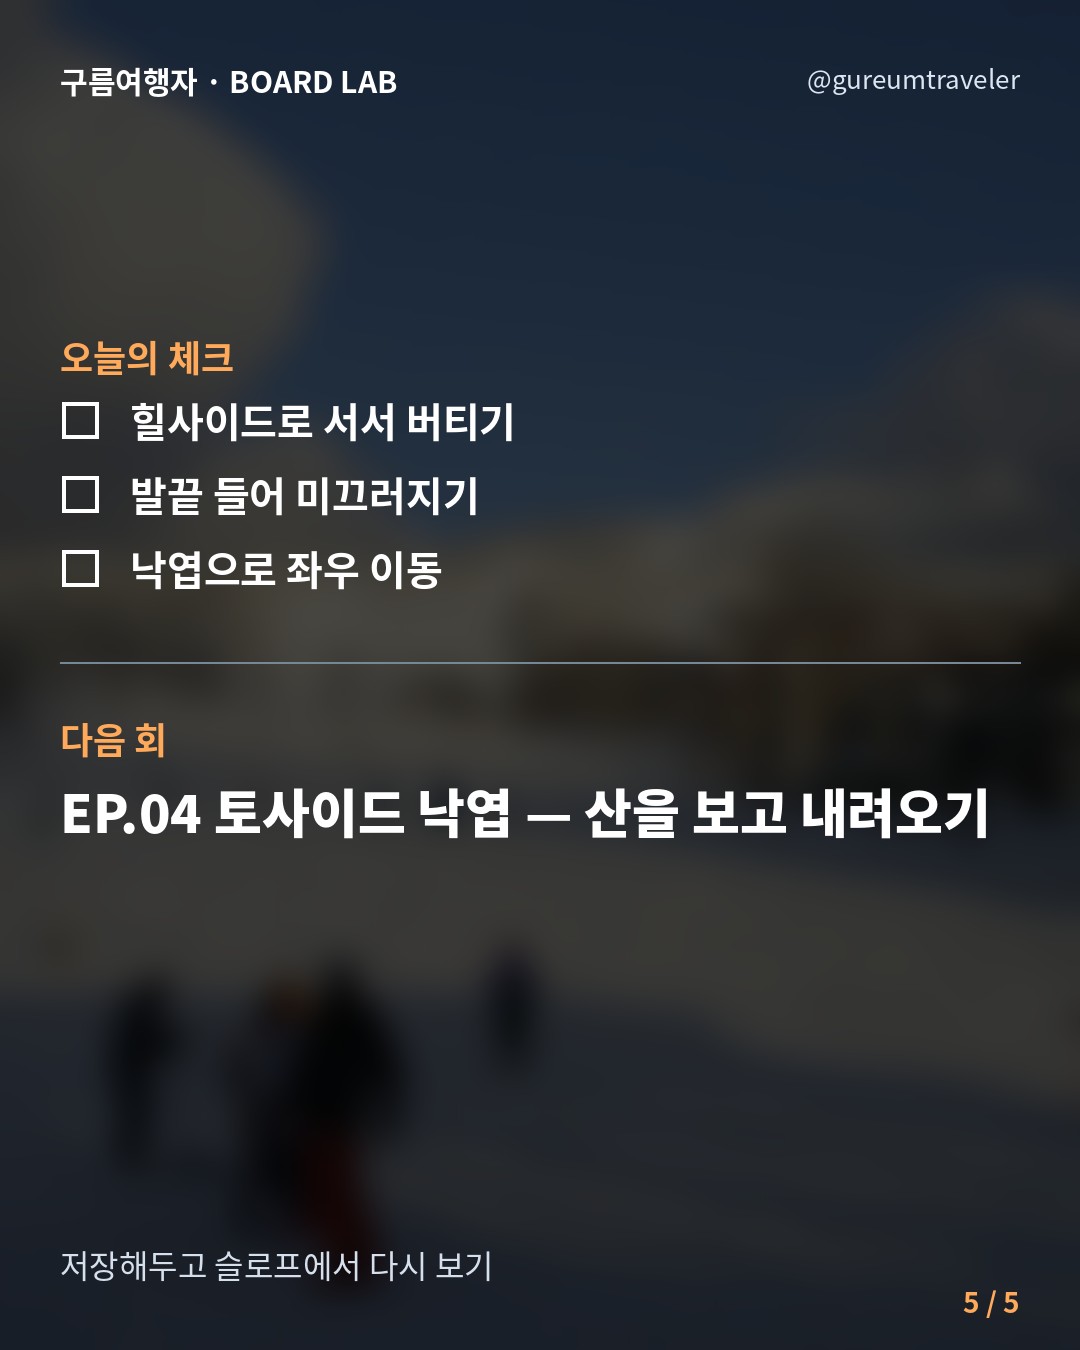 구름여행자 · BOARD LAB
@gureumtraveler
오늘의 체크
☐ 힐사이드로 서서 버티기
☐ 발끝 들어 미끄러지기
☐ 낙엽으로 좌우 이동
다음 회
EP.04 토사이드 낙엽 — 산을 보고 내려오기
저장해두고 슬로프에서 다시 보기
5 / 5